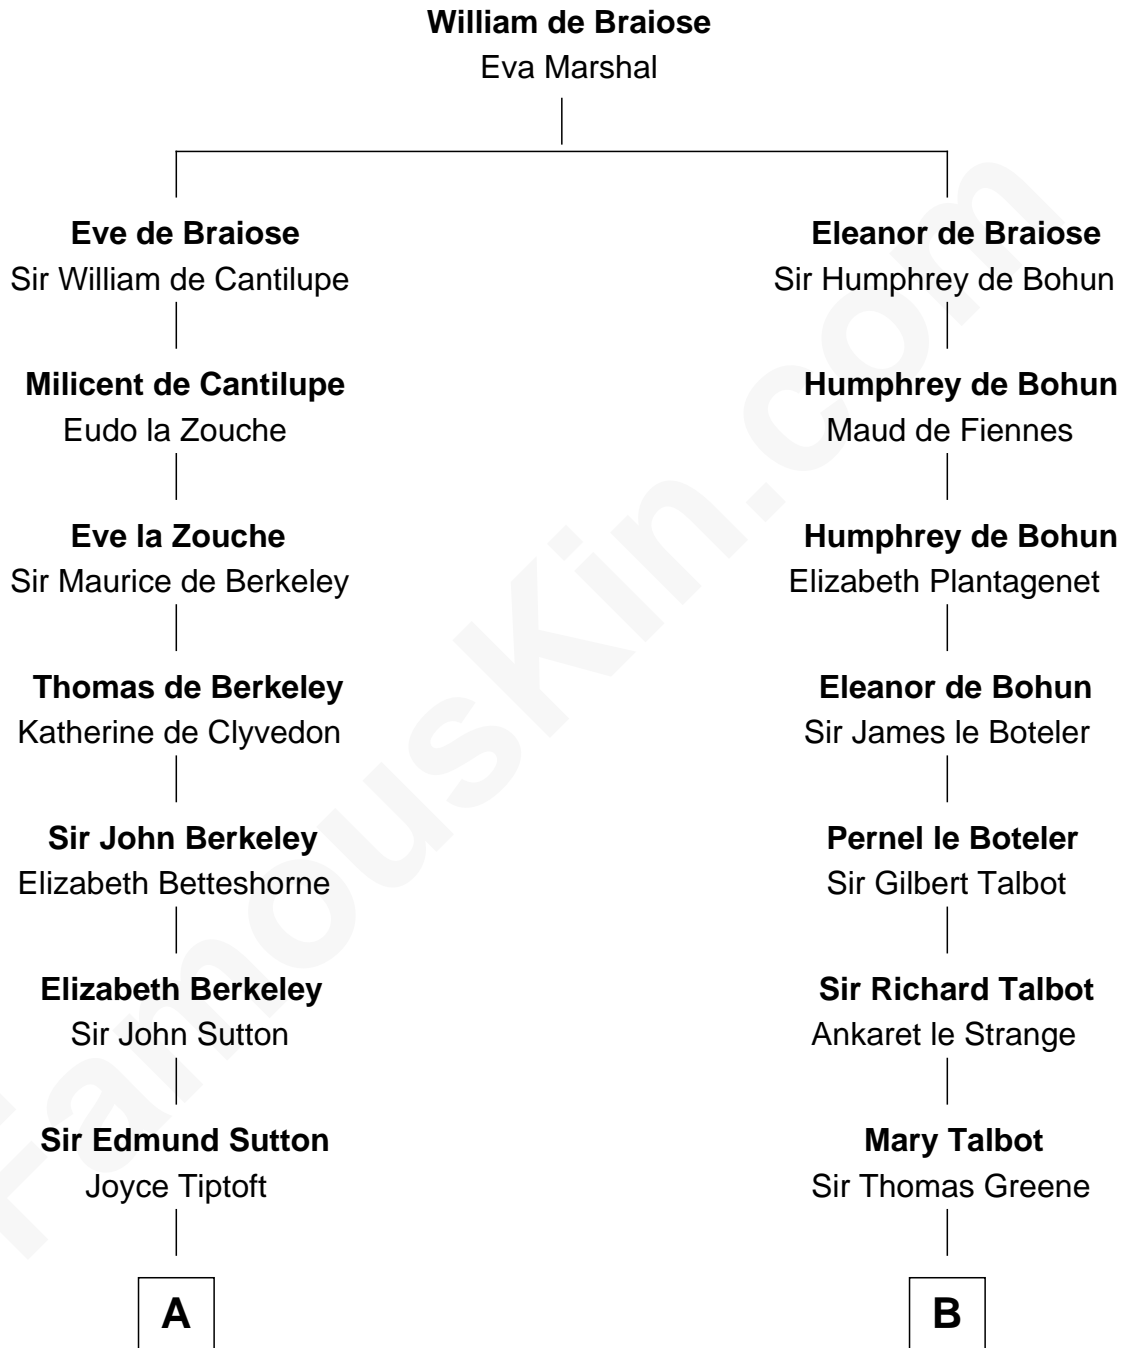 William de Braiose
Eva Marshal
Eve de Braiose
Sir William de Cantilupe
Milicent de Cantilupe
Eudo la Zouche
Eve la Zouche
Sir Maurice de Berkeley
Thomas de Berkeley
Katherine de Clyvedon
Sir John Berkeley
Elizabeth Betteshorne
Elizabeth Berkeley
Sir John Sutton
Sir Edmund Sutton
Joyce Tiptoft
A
Eleanor de Braiose
Sir Humphrey de Bohun
Humphrey de Bohun
Maud de Fiennes
Humphrey de Bohun
Elizabeth Plantagenet
Eleanor de Bohun
Sir James le Boteler
Pernel le Boteler
Sir Gilbert Talbot
Sir Richard Talbot
Ankaret le Strange
Mary Talbot
Sir Thomas Greene
B
FamousKin.com